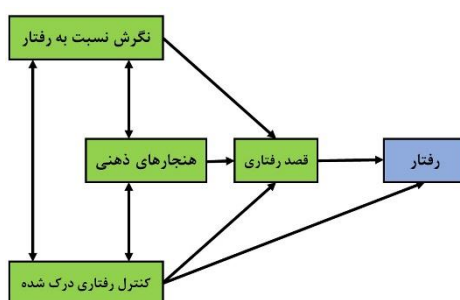 نگرش نسبت به رفتار
هنجارهای ذهنی
قصد رفتاری
رفتار
کنترل رفتاری درک شده